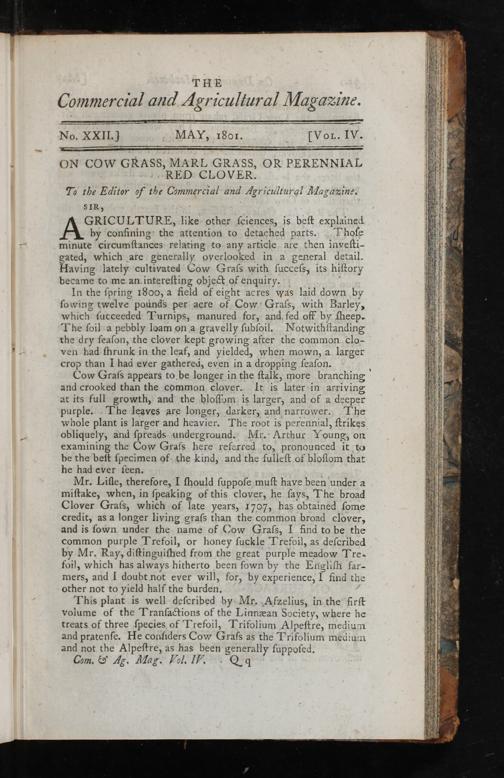 THE
Commercial and Agricultural Magazine.
No. XXII.] MAY, 1801. [VOL. IV.
ON COW GRASS, MARL GRASS, OR PERENNIAL
RED CLOVER.
To the Editor of the Commercial and Agricultural Magazine.
SIR,
AGRICULTURE, like other ſciences, is beſt explained
by confining the attention to detached parts. Thoſe
minute circumſtances relating to any article are then inveſti-
gated, which are generally overlooked in a general detail.
Having lately cultivated Cow Graſs with ſucceſs, its hiſtory
became to me an intereſting object of enquiry.
In the ſpring 1800, a field of eight acres was laid down by
ſowing twelve pounds per acre of Cow Graſs, with Barley,
which ſucceeded Turnips, manured for, and fed off by ſheep.
The ſoil a pebbly loam on a gravelly ſubſoil. Notwithſtanding
the dry ſeaſon, the clover kept growing after the common clo-
ven had ſhrunk in the leaf, and yielded, when mown, a larger
crop than I had ever gathered, even in a dropping ſeaſon.
Cow Graſs appears to be longer in the ſtalk, more branching
and crooked than the common clover. It is later in arriving
at its full growth, and the bloſſom is larger, and of a deeper
purple. The leaves are longer, darker, and narrower. The
whole plant is larger and heavier. The root is perennial, ſtrikes
obliquely, and ſpreads underground. Mr. Arthur Young, on
examining the Cow Graſs here referred to, pronounced it to
be the beſt ſpecimen of the kind, and the fulleſt of bloſſom that
he had ever ſeen.
Mr. Liſle, therefore, I ſhould ſuppoſe muſt have been under a
miſtake, when, in ſpeaking of this clover, he ſays, The broad
Clover Graſs, which of late years, 1707, has obtained ſome
credit, as a longer living graſs than the common broad clover,
and is ſown under the name of Cow Graſs, I find to be the
common purple Trefoil, or honey ſuckle Trefoil, as deſcribed
by Mr. Ray, diſtinguiſhed from the great purple meadow Tre-
foil, which has always hitherto been ſown by the Engliſh far-
mers, and I doubt not ever will, for, by experience, I find the
other not to yield half the burden.
This plant is well deſcribed by Mr. Afzelius, in the firſt
volume of the Tranſactions of the Linnæan Society, where he
treats of three ſpecies of Trefoil, Trifolium Alpeſtre, medium
and pratenſe. He conſiders Cow Graſs as the Trifolium medium
and not the Alpeſtre, as has been generally ſuppoſed.
Com. & Ag. Mag. Vol. IV. Q q